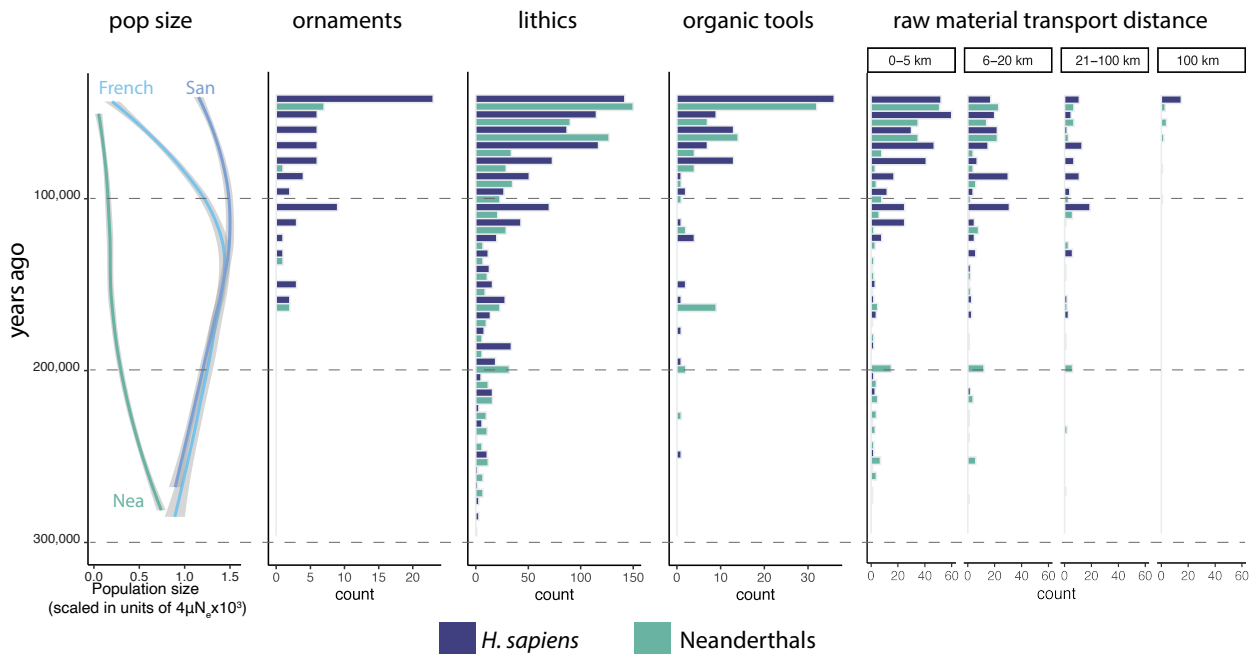 pop size
ornaments
lithics
organic tools
raw material transport distance
0–5 km
6–20 km
21–100 km
100 km
French
San
Nea
years ago
100,000
200,000
300,000
0.0 0.5 1.0 1.5
Population size
(scaled in units of 4μNₑx10³)
0 5 10 15 20
count
0 50 100 150
count
0 10 20 30
count
0 20 40 60
0 20 40 60
0 20 40 60
0 20 40 60
count
H. sapiens
Neanderthals